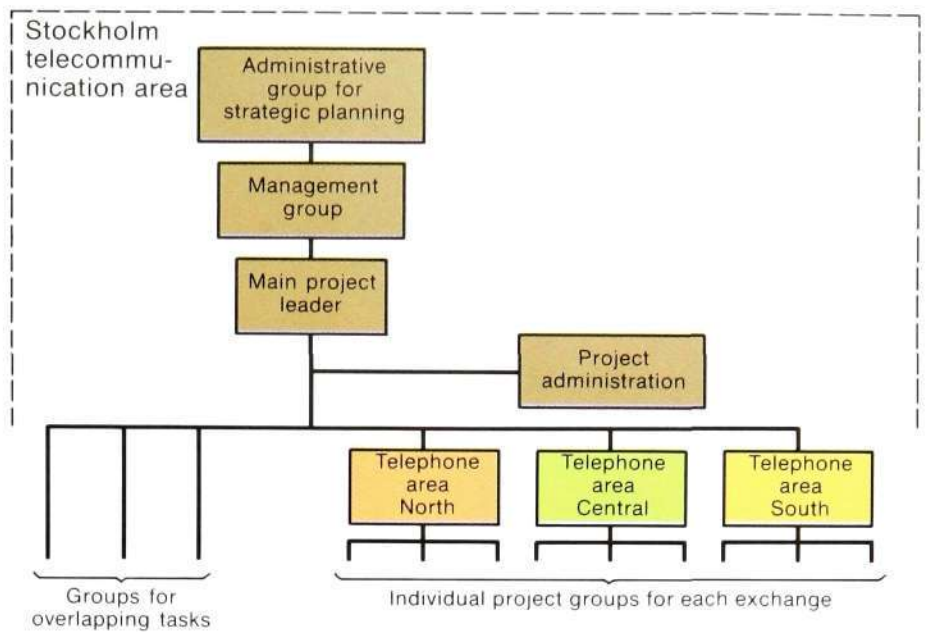 Stockholm
telecommu-
nication area
Administrative
group for
strategic planning
Management
group
Main project
leader
Project
administration
Telephone
area
North
Telephone
area
Central
Telephone
area
South
Groups for
overlapping tasks
Individual project groups for each exchange